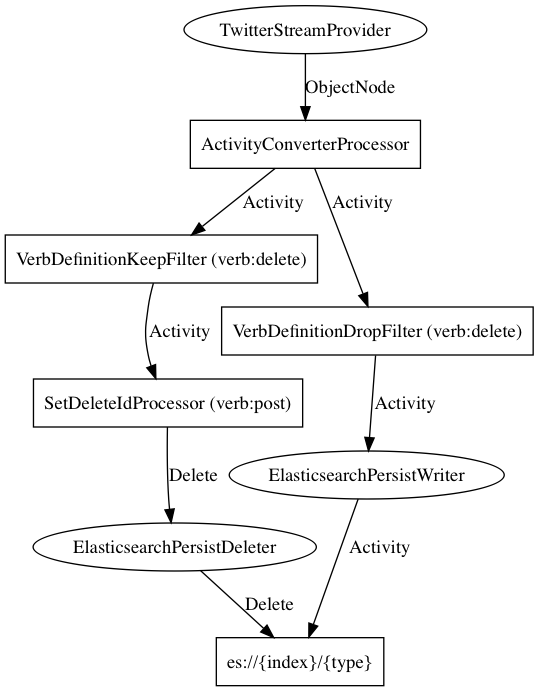 TwitterStreamProvider
ObjectNode
ActivityConverterProcessor
Activity
Activity
VerbDefinitionKeepFilter (verb:delete)
VerbDefinitionDropFilter (verb:delete)
Activity
SetDeleteIdProcessor (verb:post)
Activity
ElasticsearchPersistWriter
Delete
ElasticsearchPersistDeleter
Activity
Delete
es://{index}/{type}